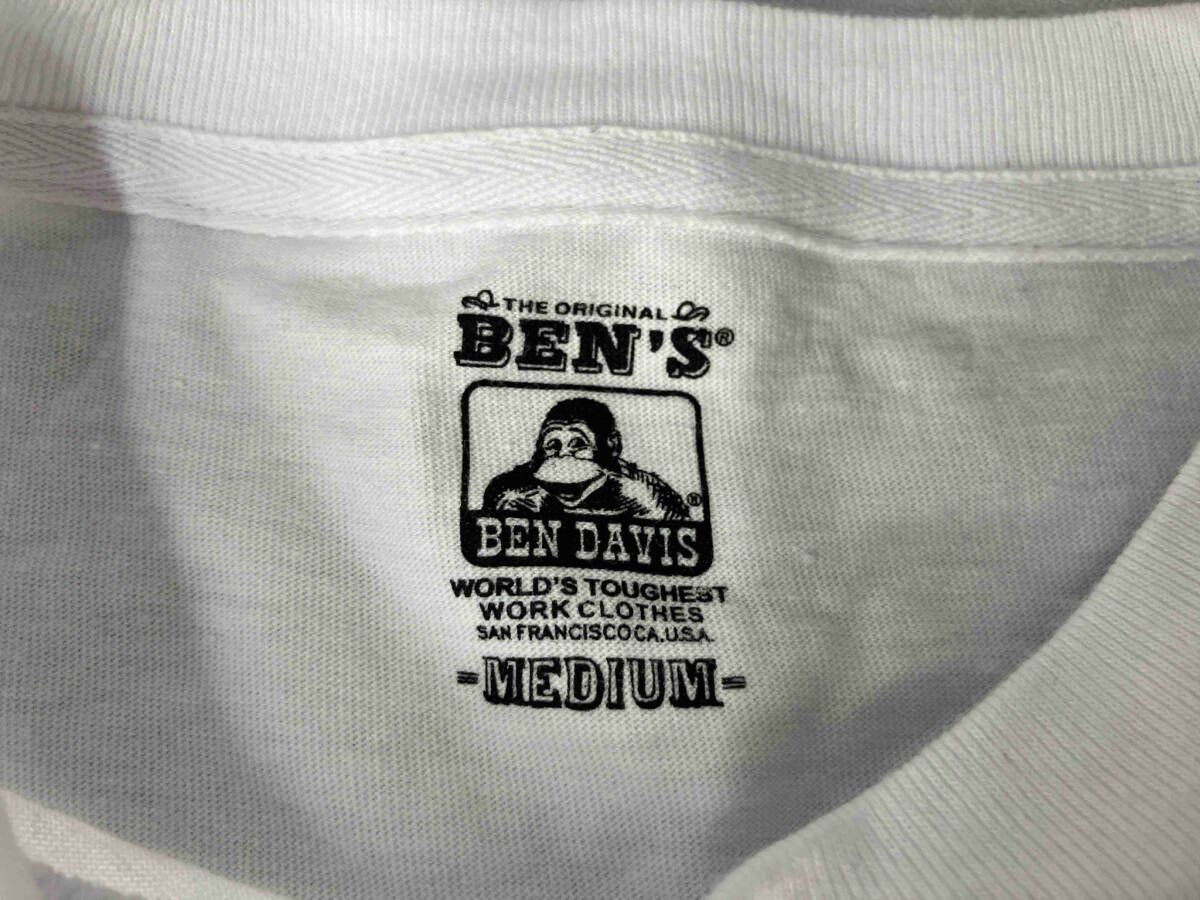 THE ORIGINAL
BEN'S®
®
BEN DAVIS
WORLD'S TOUGHEST
WORK CLOTHES
SAN FRANCISCO CA. U.S.A.
-MEDIUM-